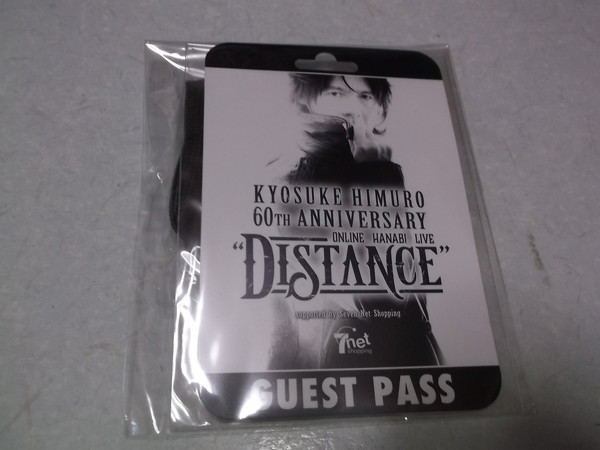 KYOSUKE HIMURO
60TH ANNIVERSARY
ONLINE HANABI LIVE
"DISTANCE"
supported by Seven Net Shopping
7net
shopping
GUEST PASS